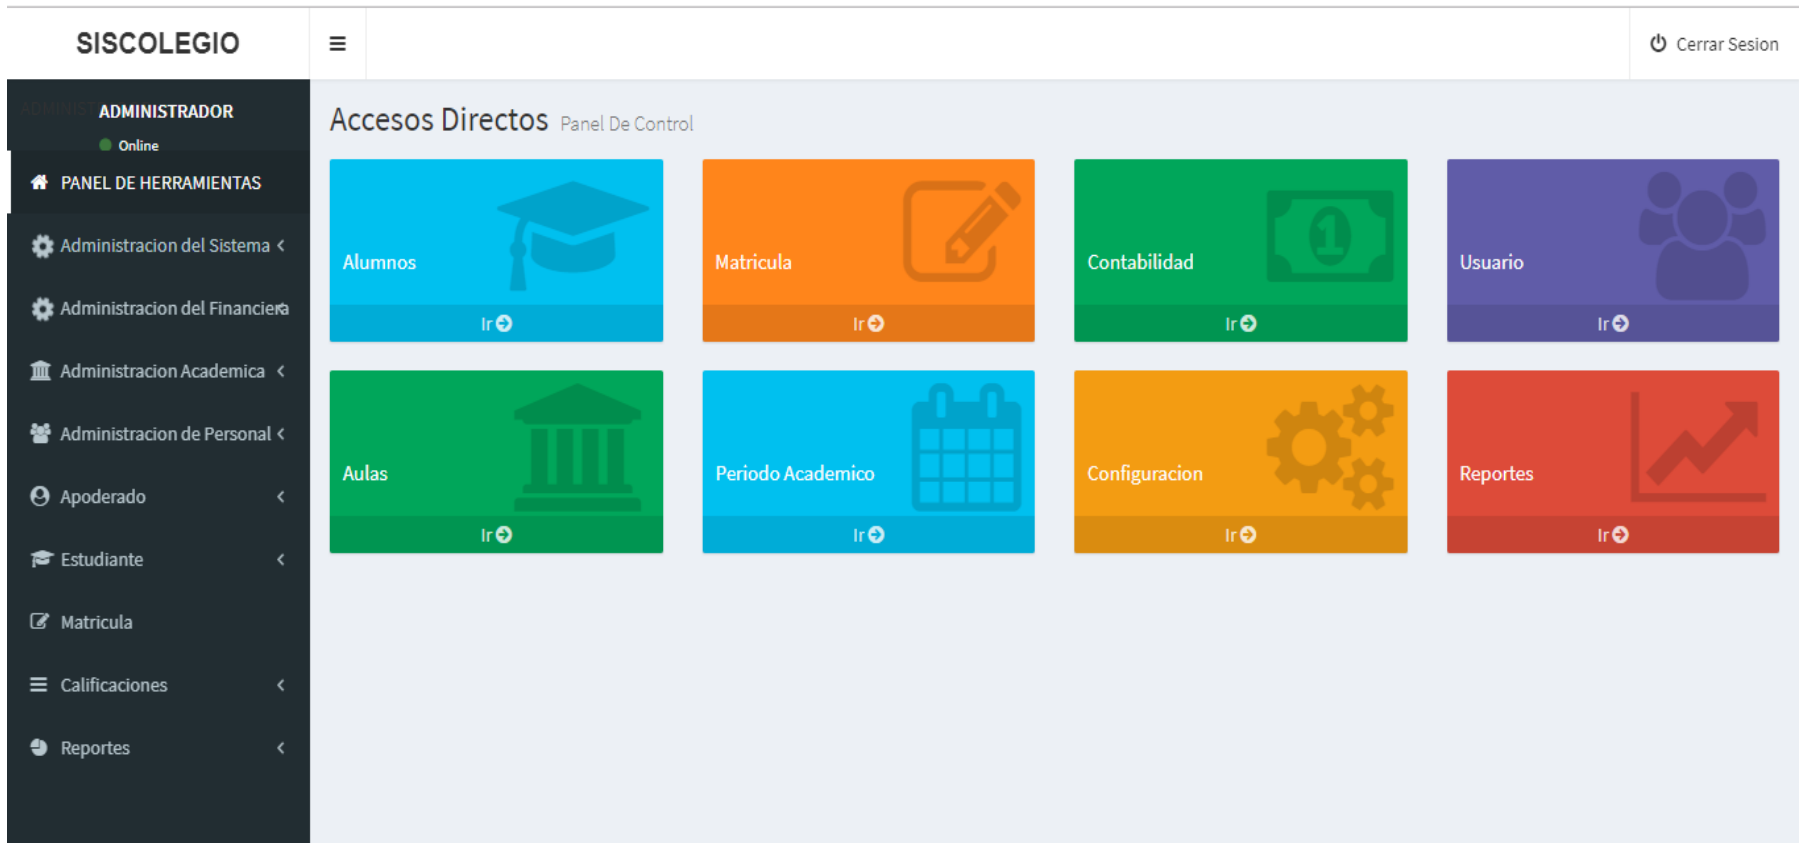 SISCOLEGIO
Cerrar Sesion
ADMINISTRADOR
Online
PANEL DE HERRAMIENTAS
Administracion del Sistema
Administracion del Financiera
Administracion Academica
Administracion de Personal
Apoderado
Estudiante
Matricula
Calificaciones
Reportes
Accesos Directos Panel De Control
Alumnos
Ir
Matricula
Ir
Contabilidad
1
Ir
Usuario
Ir
Aulas
Ir
Periodo Academico
Ir
Configuracion
Ir
Reportes
Ir